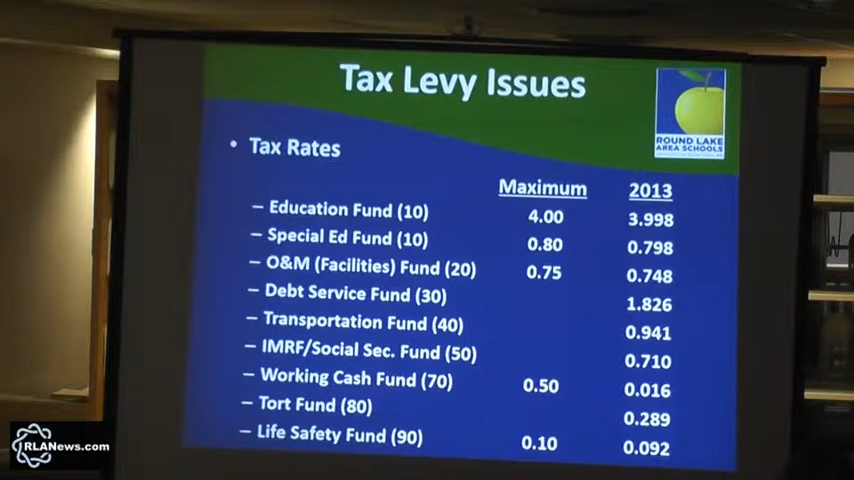 Tax Levy Issues
ROUND LAKE
AREA SCHOOLS
• Tax Rates
Maximum 2013
– Education Fund (10) 4.00 3.998
– Special Ed Fund (10) 0.80 0.798
– O&M (Facilities) Fund (20) 0.75 0.748
– Debt Service Fund (30) 1.826
– Transportation Fund (40) 0.941
– IMRF/Social Sec. Fund (50) 0.710
– Working Cash Fund (70) 0.50 0.016
– Tort Fund (80) 0.289
– Life Safety Fund (90) 0.10 0.092
RLANews.com